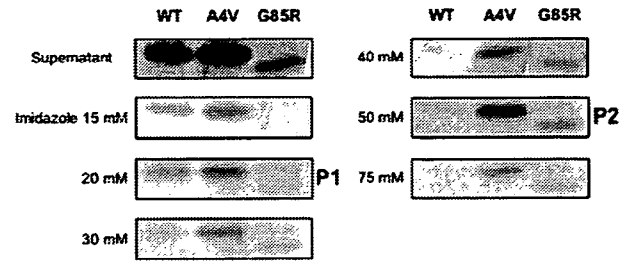 WT A4V G85R
Supernatant
Imidazole 15 mM
20 mM P1
30 mM
WT A4V G85R
40 mM
50 mM P2
75 mM